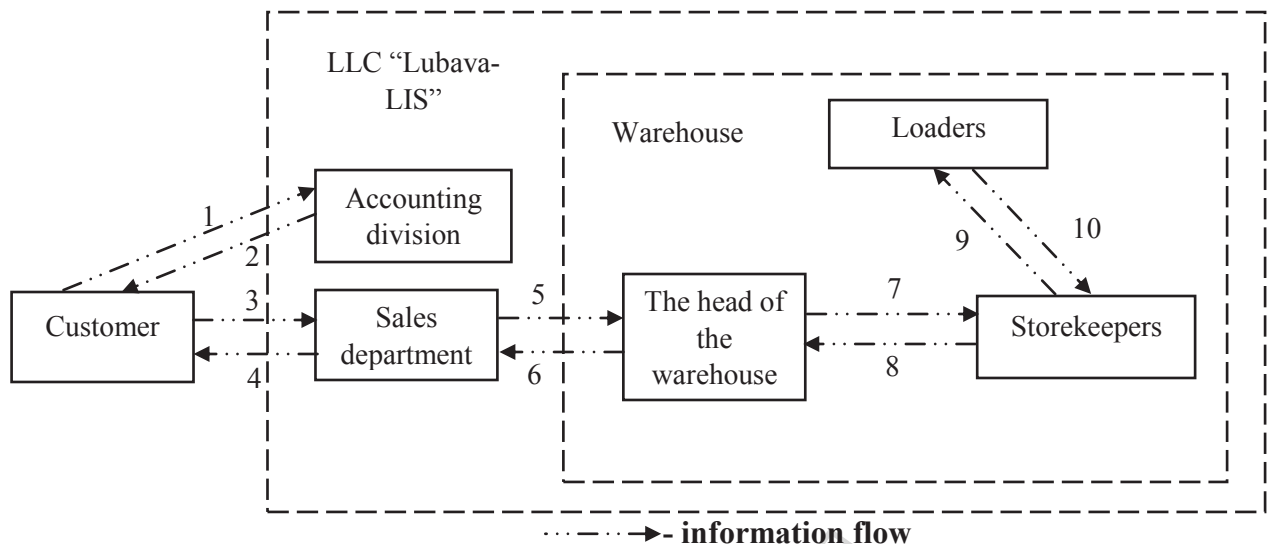 LLC “Lubava-
LIS”
Warehouse
Loaders
Accounting
division
1
2
9
10
Customer
3
4
Sales
department
5
6
The head of
the
warehouse
7
8
Storekeepers
- information flow